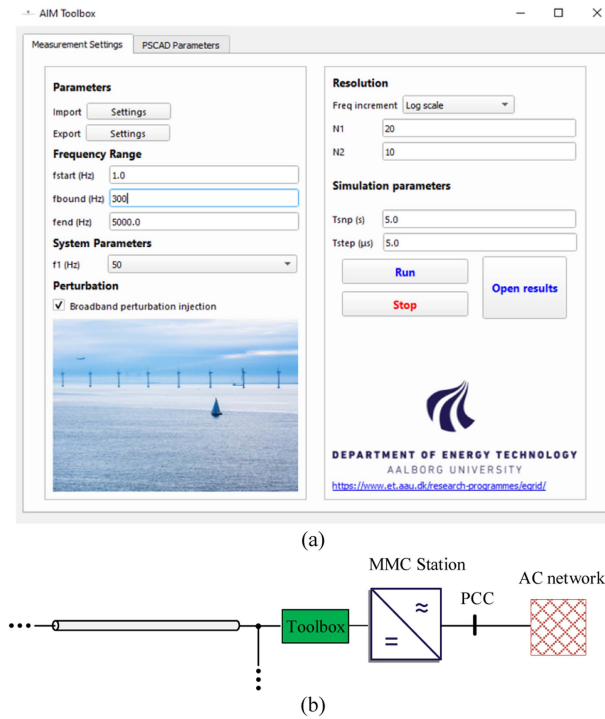 AIM Toolbox
Measurement Settings
PSCAD Parameters
Parameters
Import Settings
Export Settings
Frequency Range
fstart (Hz) 1.0
fbound (Hz) 300
fend (Hz) 5000.0
System Parameters
f1 (Hz) 50
Perturbation
Broadband perturbation injection
Resolution
Freq increment Log scale
N1 20
N2 10
Simulation parameters
Tsnp (s) 5.0
Tstep (µs) 5.0
Run
Stop
Open results
DEPARTMENT OF ENERGY TECHNOLOGY
AALBORG UNIVERSITY
https://www.et.aau.dk/research-programmes/egrid/
(a)
MMC Station
AC network
PCC
Toolbox
(b)